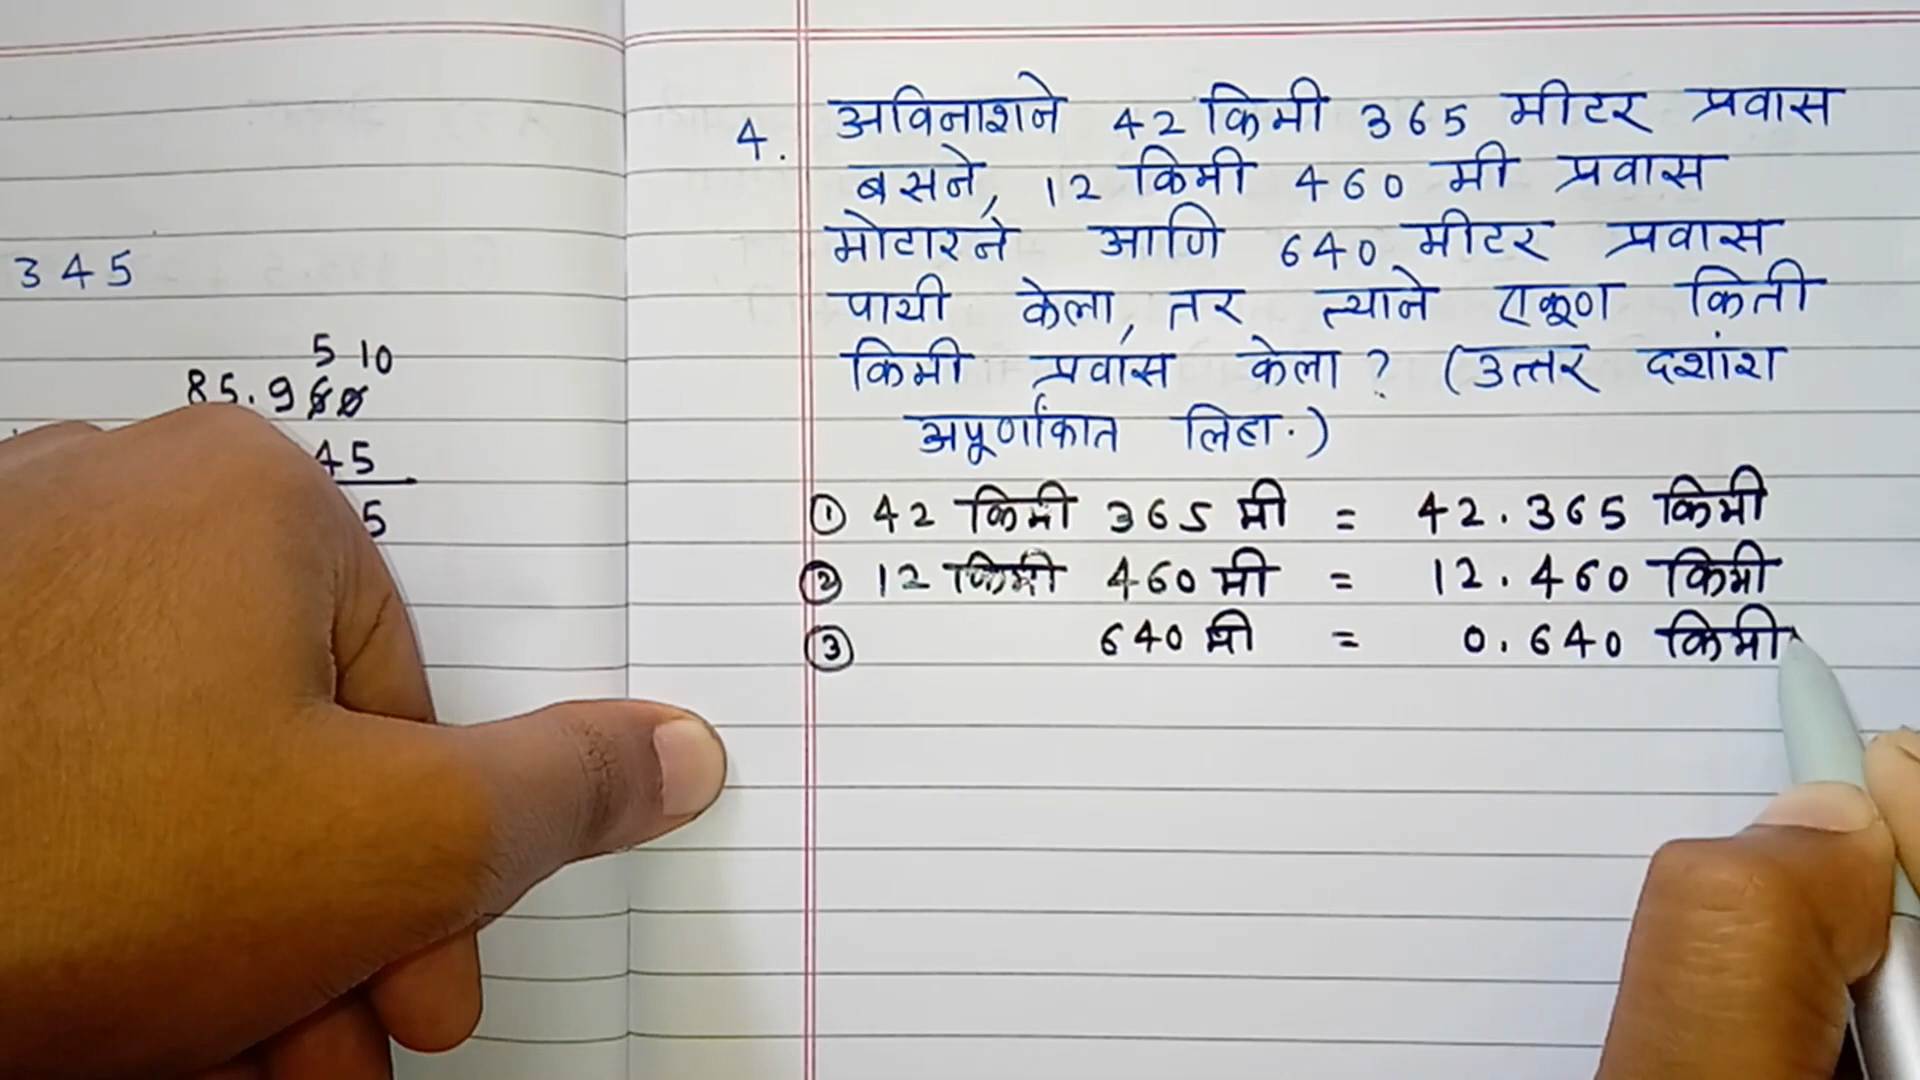 345
5 10
85.960
45
5
4. अविनाशने 42 किमी 365 मीटर प्रवास
बसने, 12 किमी 460 मी प्रवास
मोटारने आणि 640 मीटर प्रवास
पायी केला, तर त्याने एकूण किती
किमी प्रवास केला? (उत्तर दशांश
अपूर्णांकात लिहा.)
① 42 किमी 365 मी = 42.365 किमी
② 12 किमी 460 मी = 12.460 किमी
③ 640 मी = 0.640 किमी